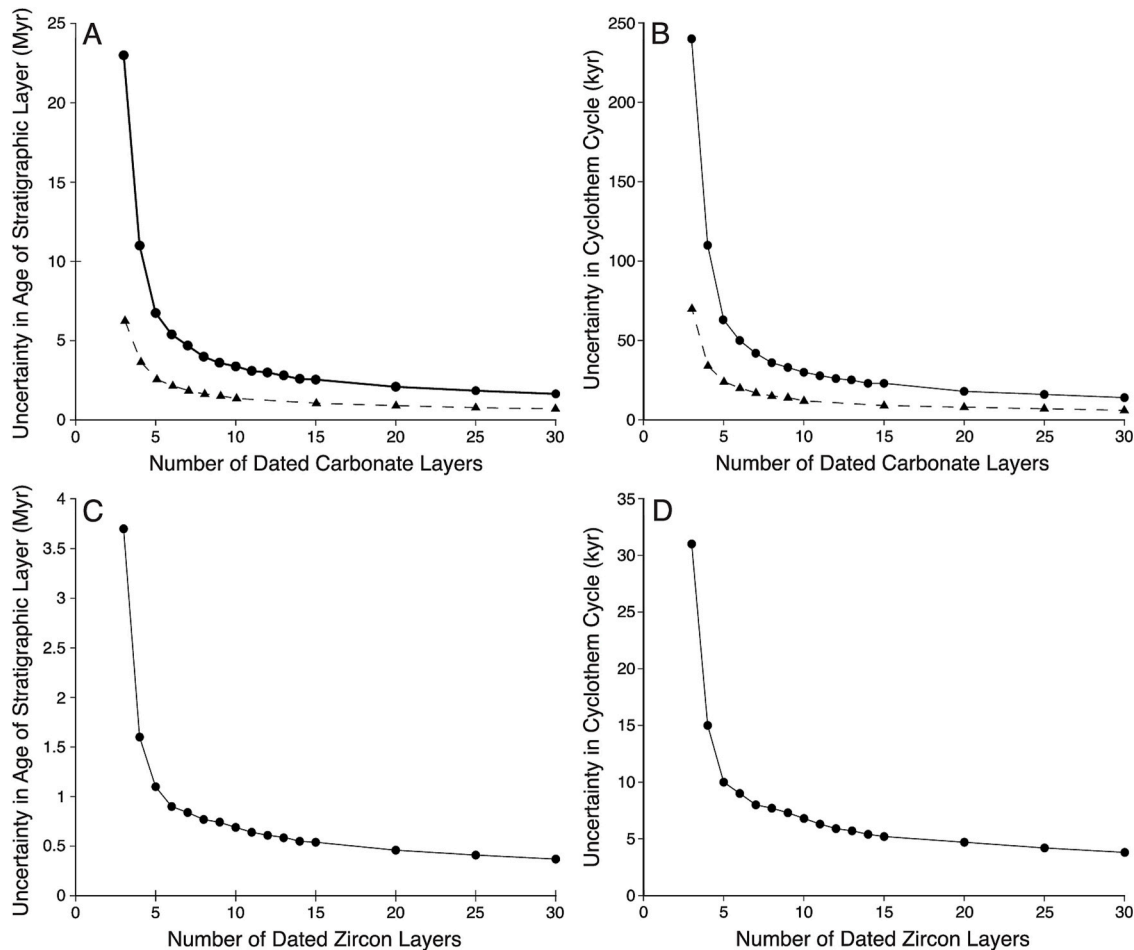 A
Uncertainty in Age of Stratigraphic Layer (Myr)
25
20
15
10
5
0
0 5 10 15 20 25 30
Number of Dated Carbonate Layers
B
Uncertainty in Cyclothem Cycle (kyr)
250
200
150
100
50
0
0 5 10 15 20 25 30
Number of Dated Carbonate Layers
C
Uncertainty in Age of Stratigraphic Layer (Myr)
4
3.5
3
2.5
2
1.5
1
0.5
0
0 5 10 15 20 25 30
Number of Dated Zircon Layers
D
Uncertainty in Cyclothem Cycle (kyr)
35
30
25
20
15
10
5
0
0 5 10 15 20 25 30
Number of Dated Zircon Layers